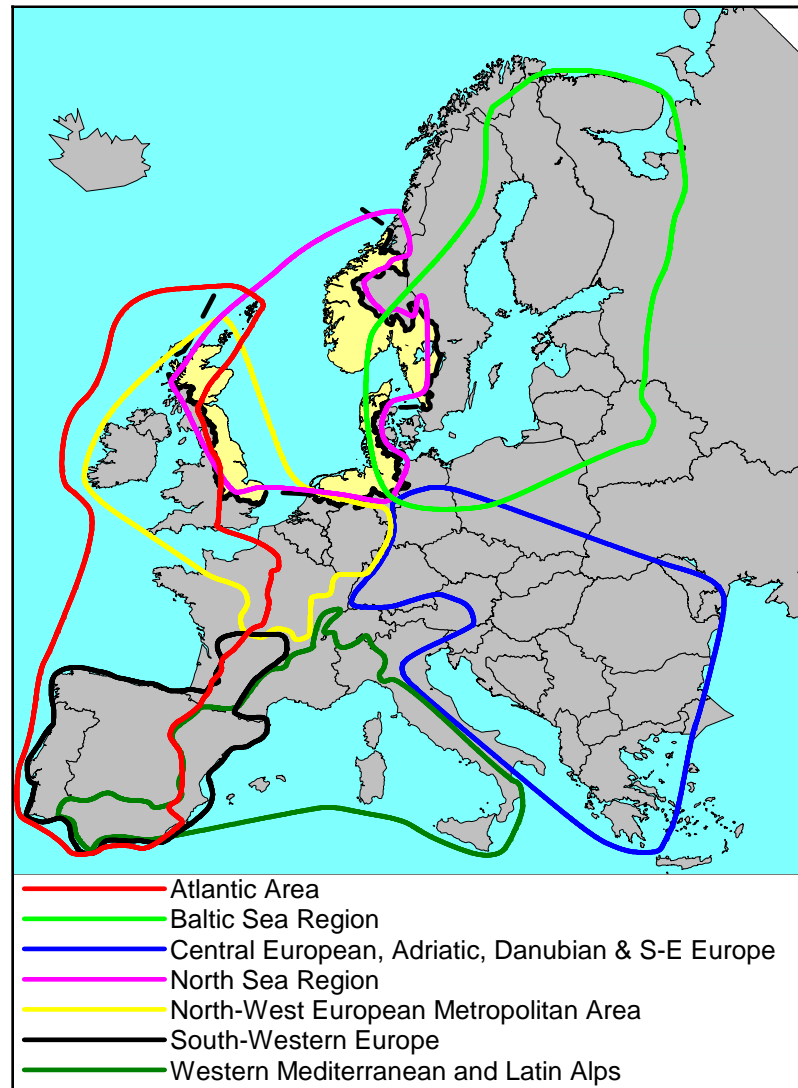 Atlantic Area
Baltic Sea Region
Central European, Adriatic, Danubian & S-E Europe
North Sea Region
North-West European Metropolitan Area
South-Western Europe
Western Mediterranean and Latin Alps